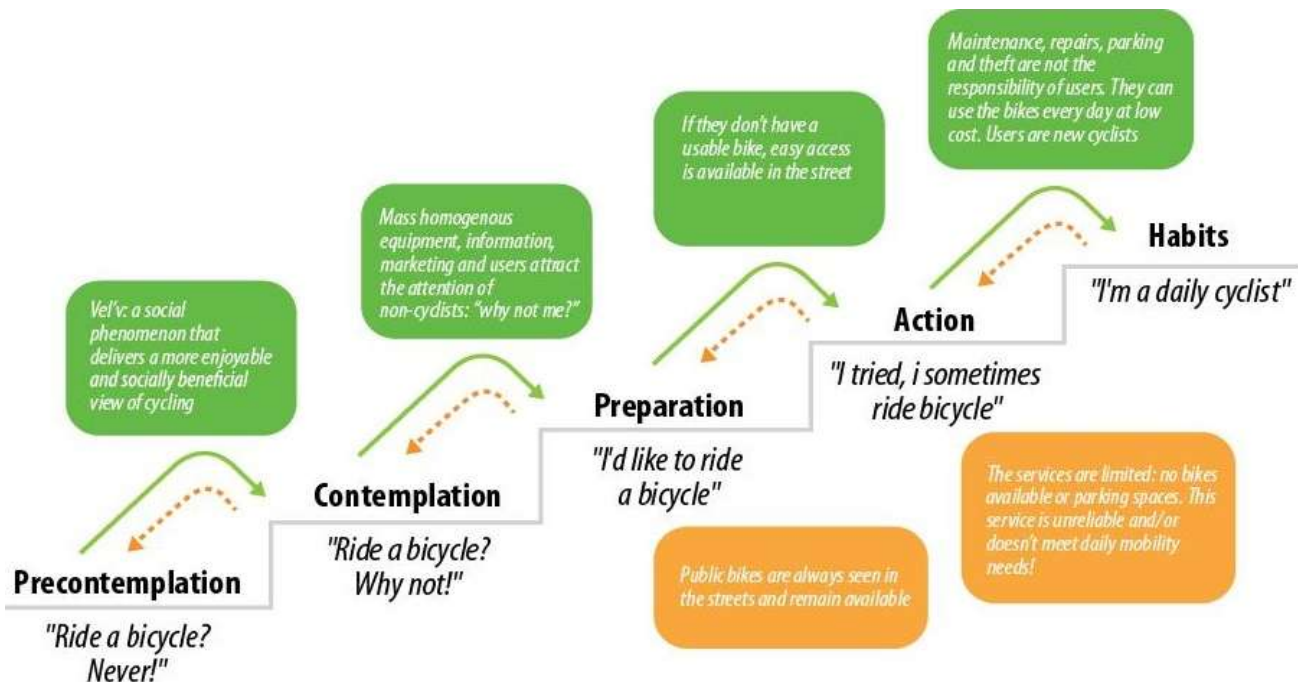 Maintenance, repairs, parking
and theft are not the
responsibility of users. They can
use the bikes every day at low
cost. Users are new cyclists
If they don't have a
usable bike, easy access
is available in the street
Mass homogenous
equipment, information,
marketing and users attract
the attention of
non-cyclists: "why not me?"
Vel'v: a social
phenomenon that
delivers a more enjoyable
and socially beneficial
view of cycling
Habits
"I'm a daily cyclist"
Action
"I tried, i sometimes
ride bicycle"
Preparation
"I'd like to ride
a bicycle"
Contemplation
"Ride a bicycle?
Why not!"
Precontemplation
"Ride a bicycle?
Never!"
The services are limited: no bikes
available or parking spaces. This
service is unreliable and/or
doesn't meet daily mobility
needs!
Public bikes are always seen in
the streets and remain available